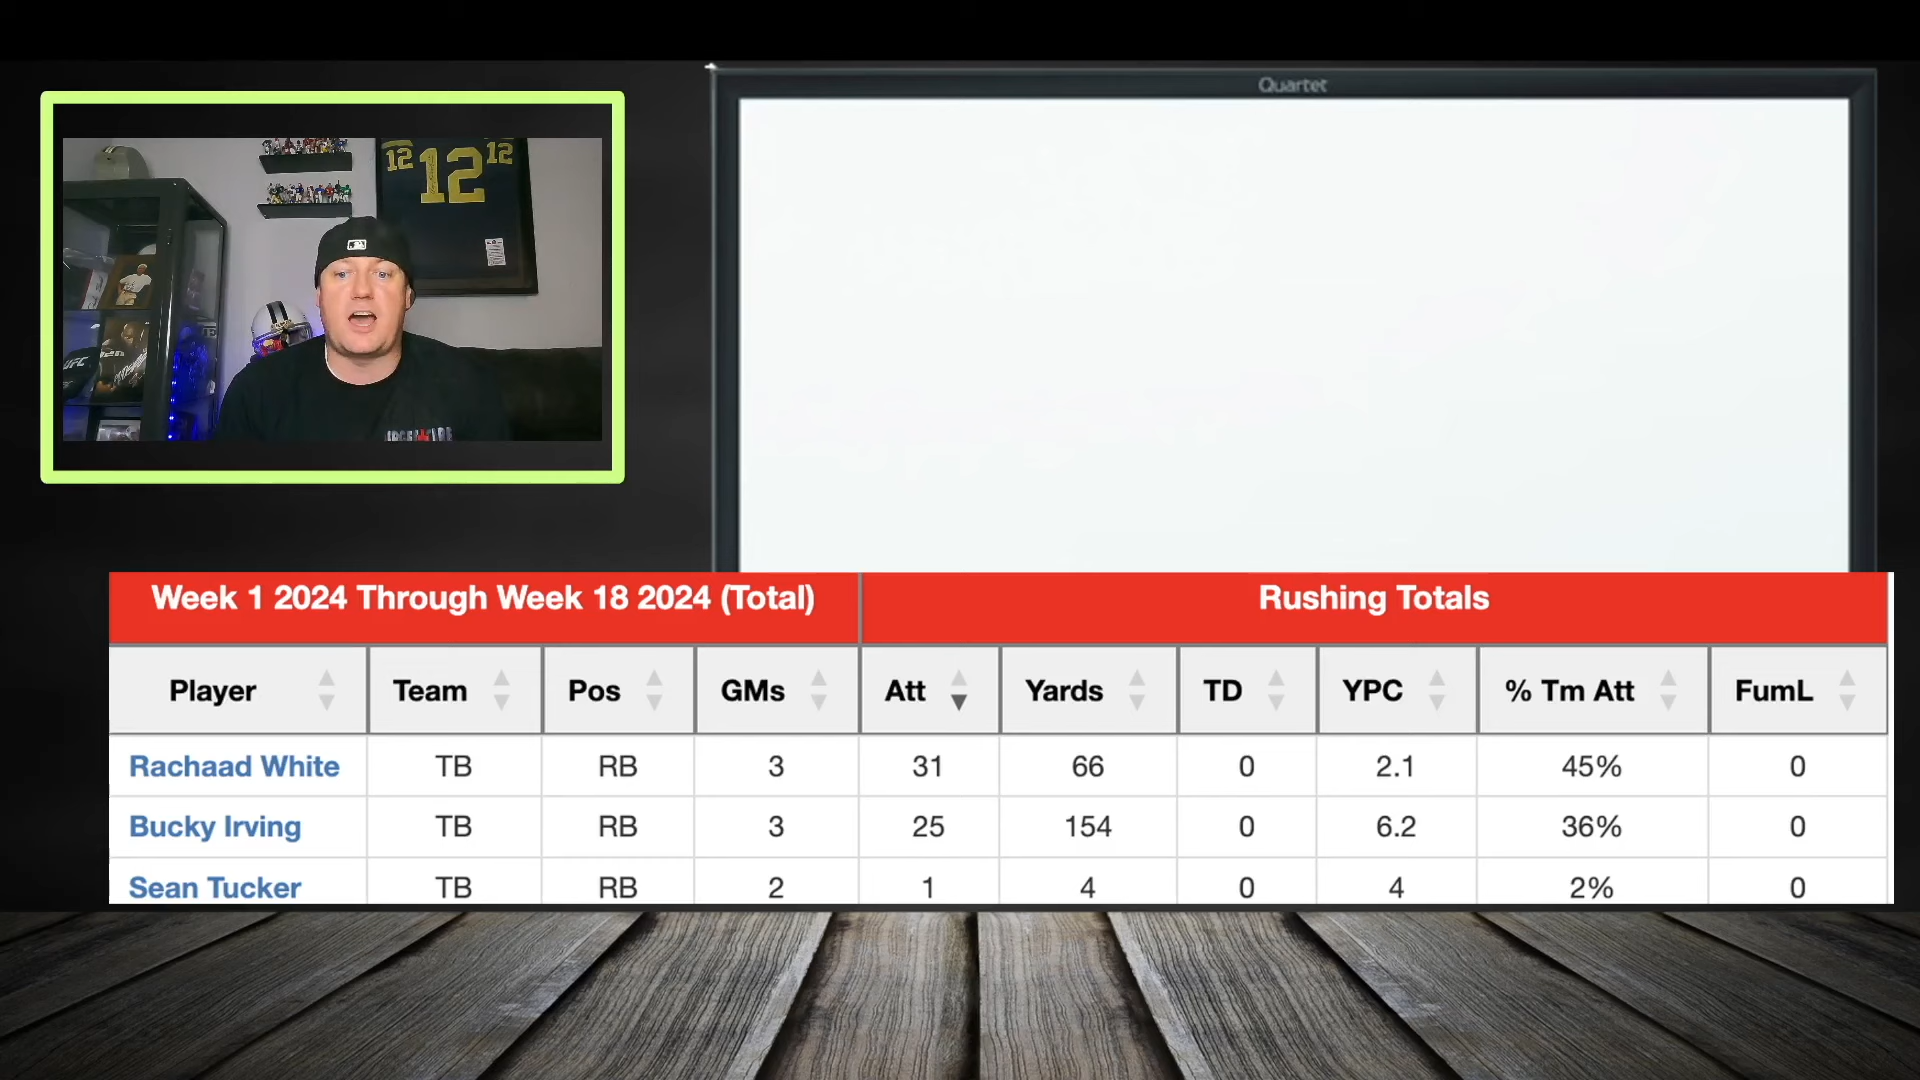 Quartet
12 12 12
UFC
Week 1 2024 Through Week 18 2024 (Total) Rushing Totals
Player Team Pos GMs Att Yards TD YPC % Tm Att FumL
Rachaad White TB RB 3 31 66 0 2.1 45% 0
Bucky Irving TB RB 3 25 154 0 6.2 36% 0
Sean Tucker TB RB 2 1 4 0 4 2% 0